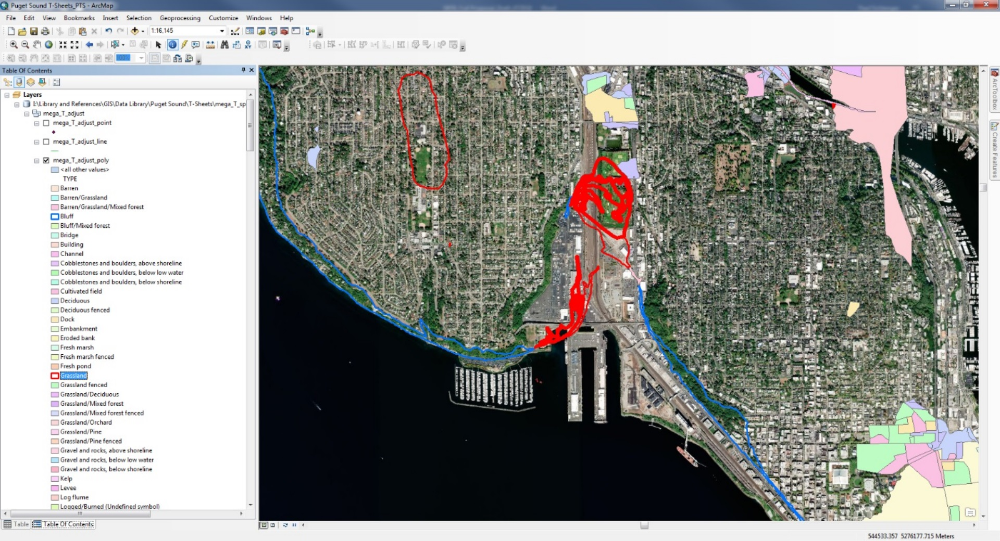 Puget Sound T-Sheets_PTS - ArcMap
File Edit View Bookmarks Insert Selection Geoprocessing Customize Windows Help
1:16,145
100%
Table Of Contents
Layers
I:\Library and References\GIS\Data Library\Puget Sound\T-Sheets\mega_T_sp
mega_T_adjust
mega_T_adjust_point
mega_T_adjust_line
mega_T_adjust_poly
<all other values>
TYPE
Barren
Barren/Grassland
Barren/Grassland/Mixed forest
Bluff
Bluff/Mixed forest
Bridge
Building
Channel
Cobblestones and boulders, above shoreline
Cobblestones and boulders, below low water
Cobblestones and boulders, below shoreline
Cultivated field
Deciduous
Deciduous fenced
Dock
Embankment
Eroded bank
Fresh marsh
Fresh marsh fenced
Fresh pond
Grassland
Grassland fenced
Grassland/Deciduous
Grassland/Mixed forest
Grassland/Mixed forest fenced
Grassland/Orchard
Grassland/Pine
Grassland/Pine fenced
Gravel and rocks, above shoreline
Gravel and rocks, below low water
Gravel and rocks, below shoreline
Kelp
Levee
Log flume
Logged/Burned (Undefined symbol)
Table Table Of Contents
ArcToolbox
Create Features
544533.357 5276177.715 Meters